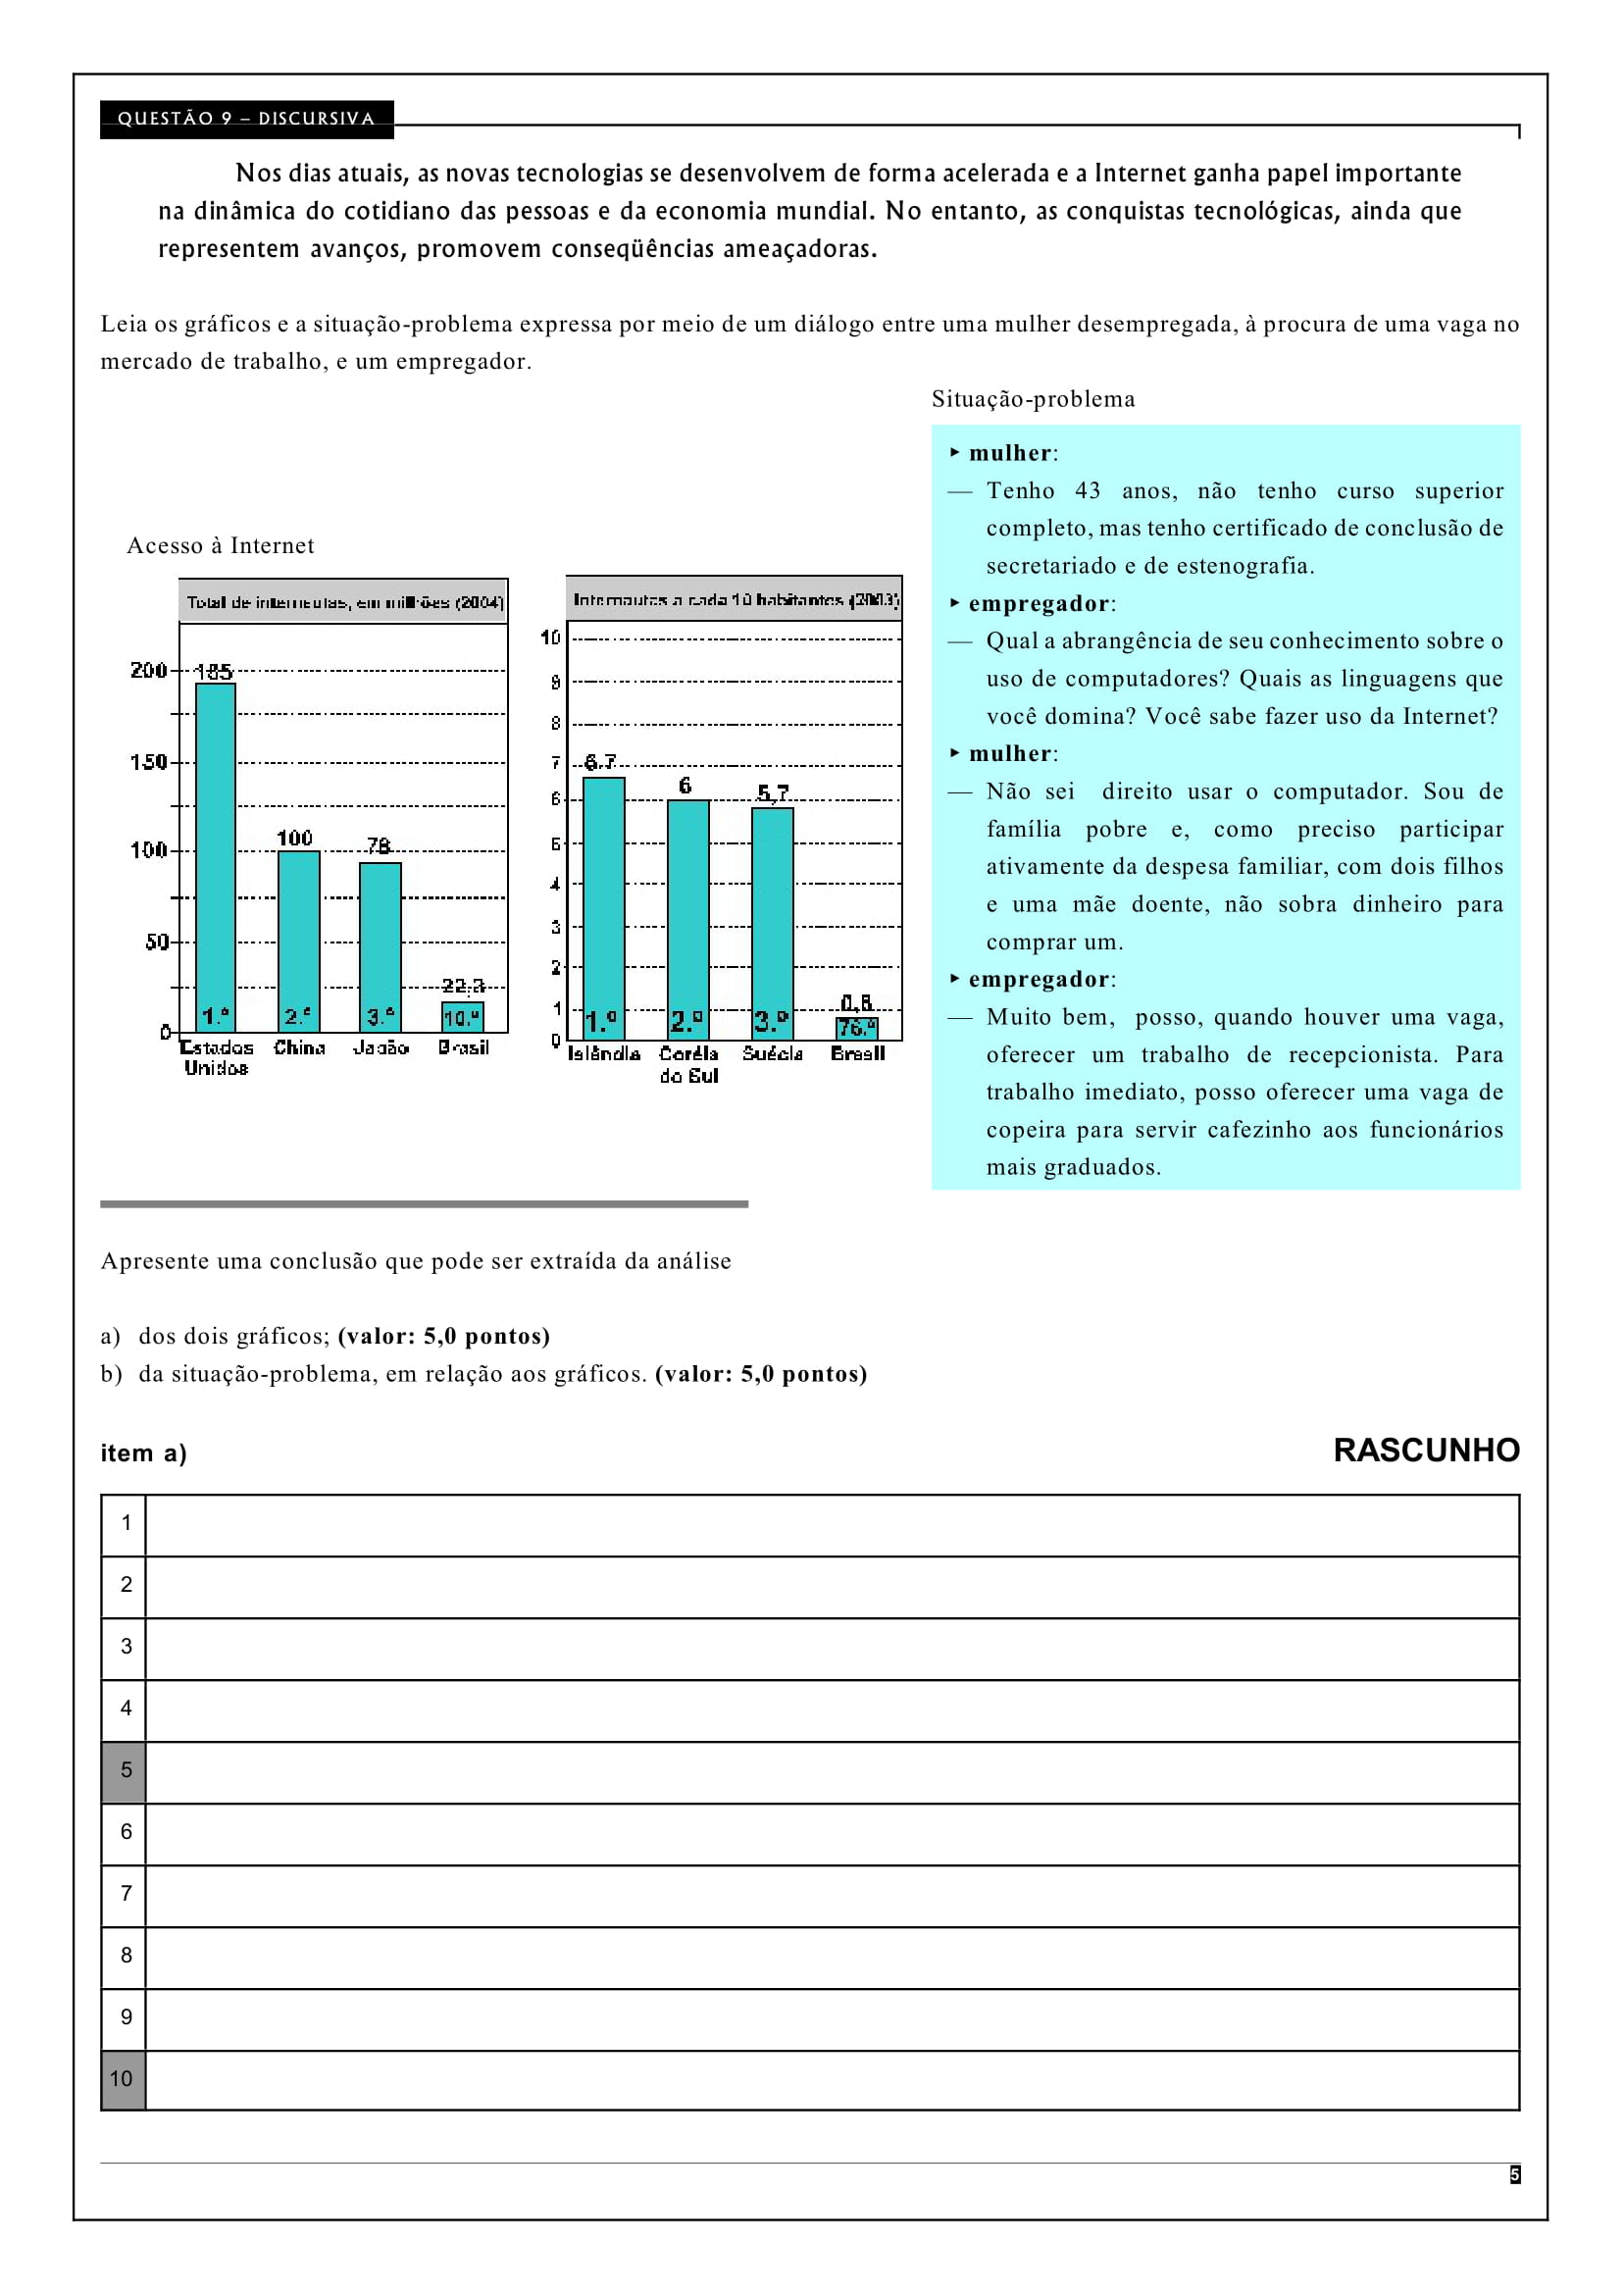 QUESTÃO 9 – DISCURSIVA
Nos dias atuais, as novas tecnologias se desenvolvem de forma acelerada e a Internet ganha papel importante
na dinâmica do cotidiano das pessoas e da economia mundial. No entanto, as conquistas tecnológicas, ainda que
representem avanços, promovem conseqüências ameaçadoras.
Leia os gráficos e a situação-problema expressa por meio de um diálogo entre uma mulher desempregada, à procura de uma vaga no
mercado de trabalho, e um empregador.
Acesso à Internet
Total de internautas, em milhões (2004)
200
150
100
50
0
185
100
78
22,3
1.º
2.º
3.º
10.º
Estados
Unidos
China
Japão
Brasil
Internautas a cada 10 habitantes (2003)
10
9
8
7
6
5
4
3
2
1
0
6,7
6
5,7
0,8
1.º
2.º
3.º
76.º
Islândia
Coréia
do Sul
Suécia
Brasil
Situação-problema
▸ mulher:
— Tenho 43 anos, não tenho curso superior
completo, mas tenho certificado de conclusão de
secretariado e de estenografia.
▸ empregador:
— Qual a abrangência de seu conhecimento sobre o
uso de computadores? Quais as linguagens que
você domina? Você sabe fazer uso da Internet?
▸ mulher:
— Não sei direito usar o computador. Sou de
família pobre e, como preciso participar
ativamente da despesa familiar, com dois filhos
e uma mãe doente, não sobra dinheiro para
comprar um.
▸ empregador:
— Muito bem, posso, quando houver uma vaga,
oferecer um trabalho de recepcionista. Para
trabalho imediato, posso oferecer uma vaga de
copeira para servir cafezinho aos funcionários
mais graduados.
Apresente uma conclusão que pode ser extraída da análise
a) dos dois gráficos; (valor: 5,0 pontos)
b) da situação-problema, em relação aos gráficos. (valor: 5,0 pontos)
item a)
RASCUNHO
1
2
3
4
5
6
7
8
9
10
5